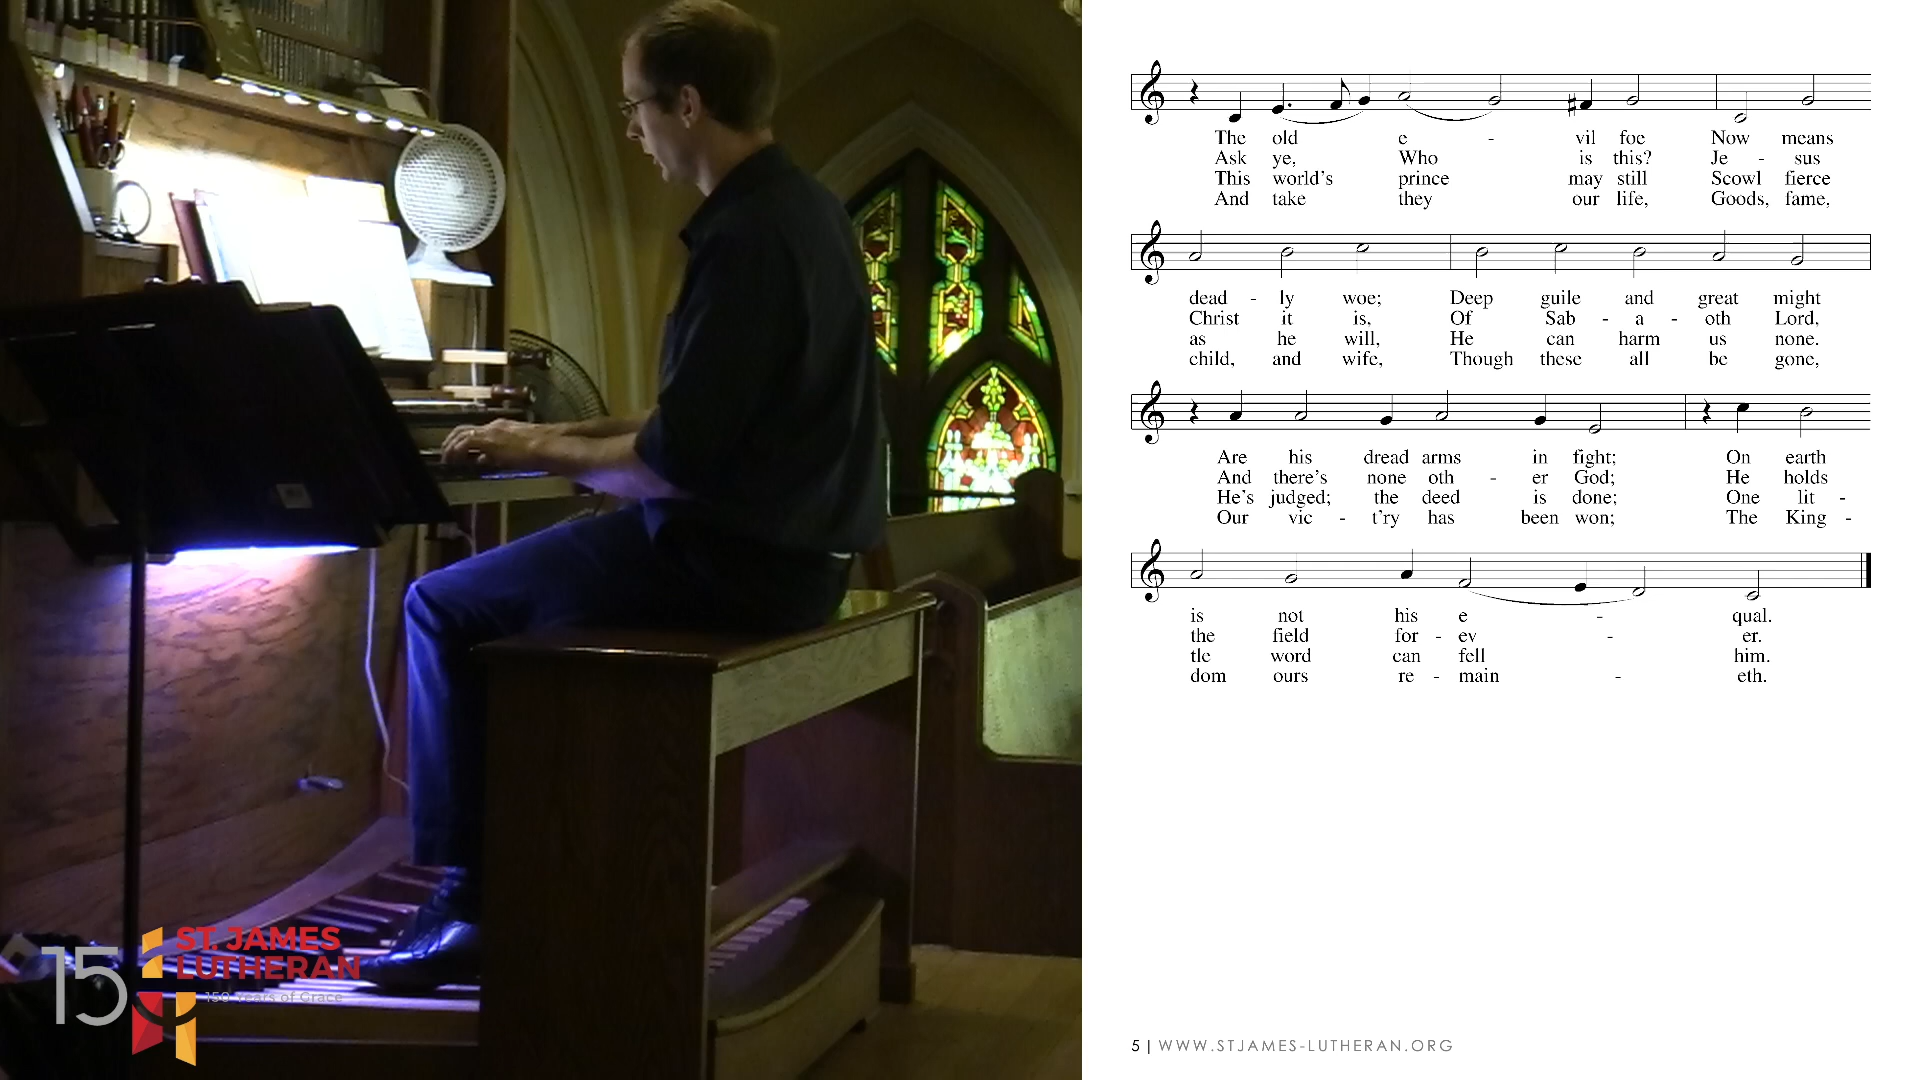 The old e - vil foe Now means
Ask ye, Who is this? Je - sus
This world's prince may still Scowl fierce
And take they our life, Goods, fame,
dead - ly woe; Deep guile and great might
Christ it is, Of Sab - a - oth Lord,
as he will, He can harm us none.
child, and wife, Though these all be gone,
Are his dread arms in fight; On earth
And there's none oth - er God; He holds
He's judged; the deed is done; One lit -
Our vic - t'ry has been won; The King -
is not his e - qual.
the field for - ev - er.
tle word can fell him.
dom ours re - main - eth.
5 | WWW.STJAMES-LUTHERAN.ORG
150
ST. JAMES
LUTHERAN
150 Years of Grace